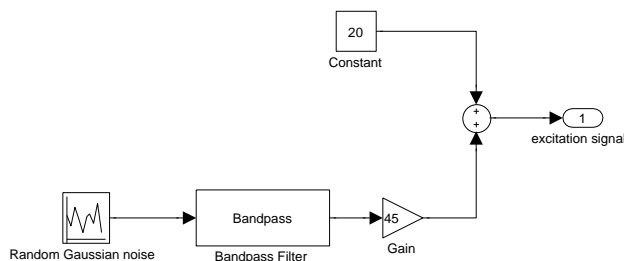 20
Constant
+
+
1
excitation signal
Random Gaussian noise
Bandpass
Bandpass Filter
45
Gain